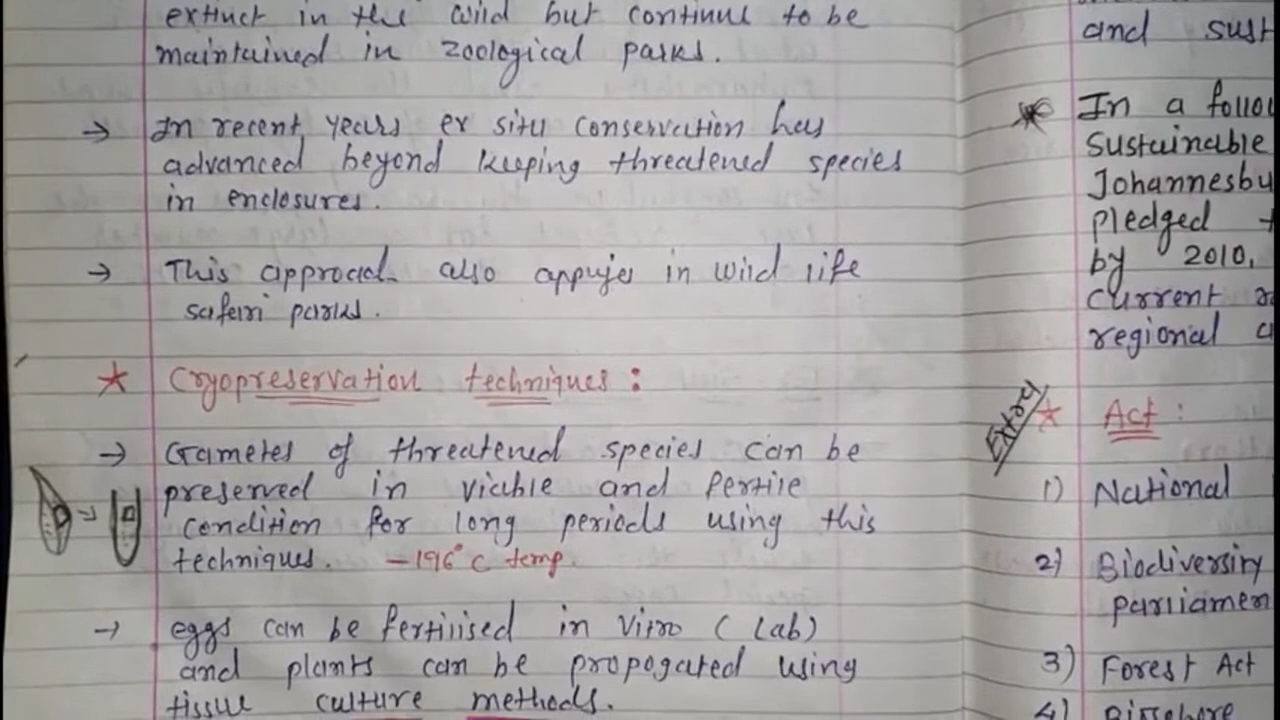 extinct in the wild but continue to be
maintained in zoological parks.
→ In recent years ex situ conservation has
advanced beyond keeping threatened species
in enclosures.
→ This approach also applies in wild life
safari parks.
★ Cryopreservation techniques :
→ Gametes of threatened species can be
preserved in viable and fertile
condition for long periods using this
techniques. -196°C temp.
→ eggs can be fertilised in vitro (Lab)
and plants can be propogated using
tissue culture methods.
and sust
★ In a follow
Sustainable
Johannesbu
pledged t
by 2010,
current ra
regional a
Extra
★ Act :
1) National
2) Biodiversity
parliamen
3) Forest Act
4)